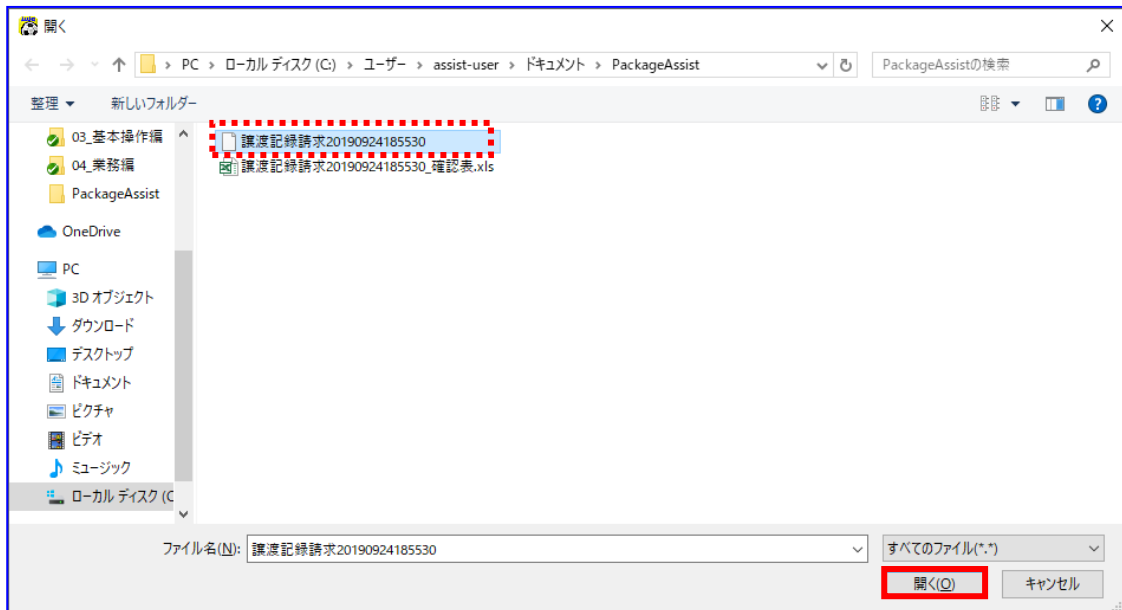 開く
PC › ローカル ディスク (C:) › ユーザー › assist-user › ドキュメント › PackageAssist
PackageAssistの検索
整理 新しいフォルダー
03_基本操作編
04_業務編
PackageAssist
OneDrive
PC
3D オブジェクト
ダウンロード
デスクトップ
ドキュメント
ピクチャ
ビデオ
ミュージック
ローカル ディスク (C
譲渡記録請求20190924185530
譲渡記録請求20190924185530_確認表.xls
ファイル名(N): 譲渡記録請求20190924185530
すべてのファイル(*.*)
開く(O) キャンセル